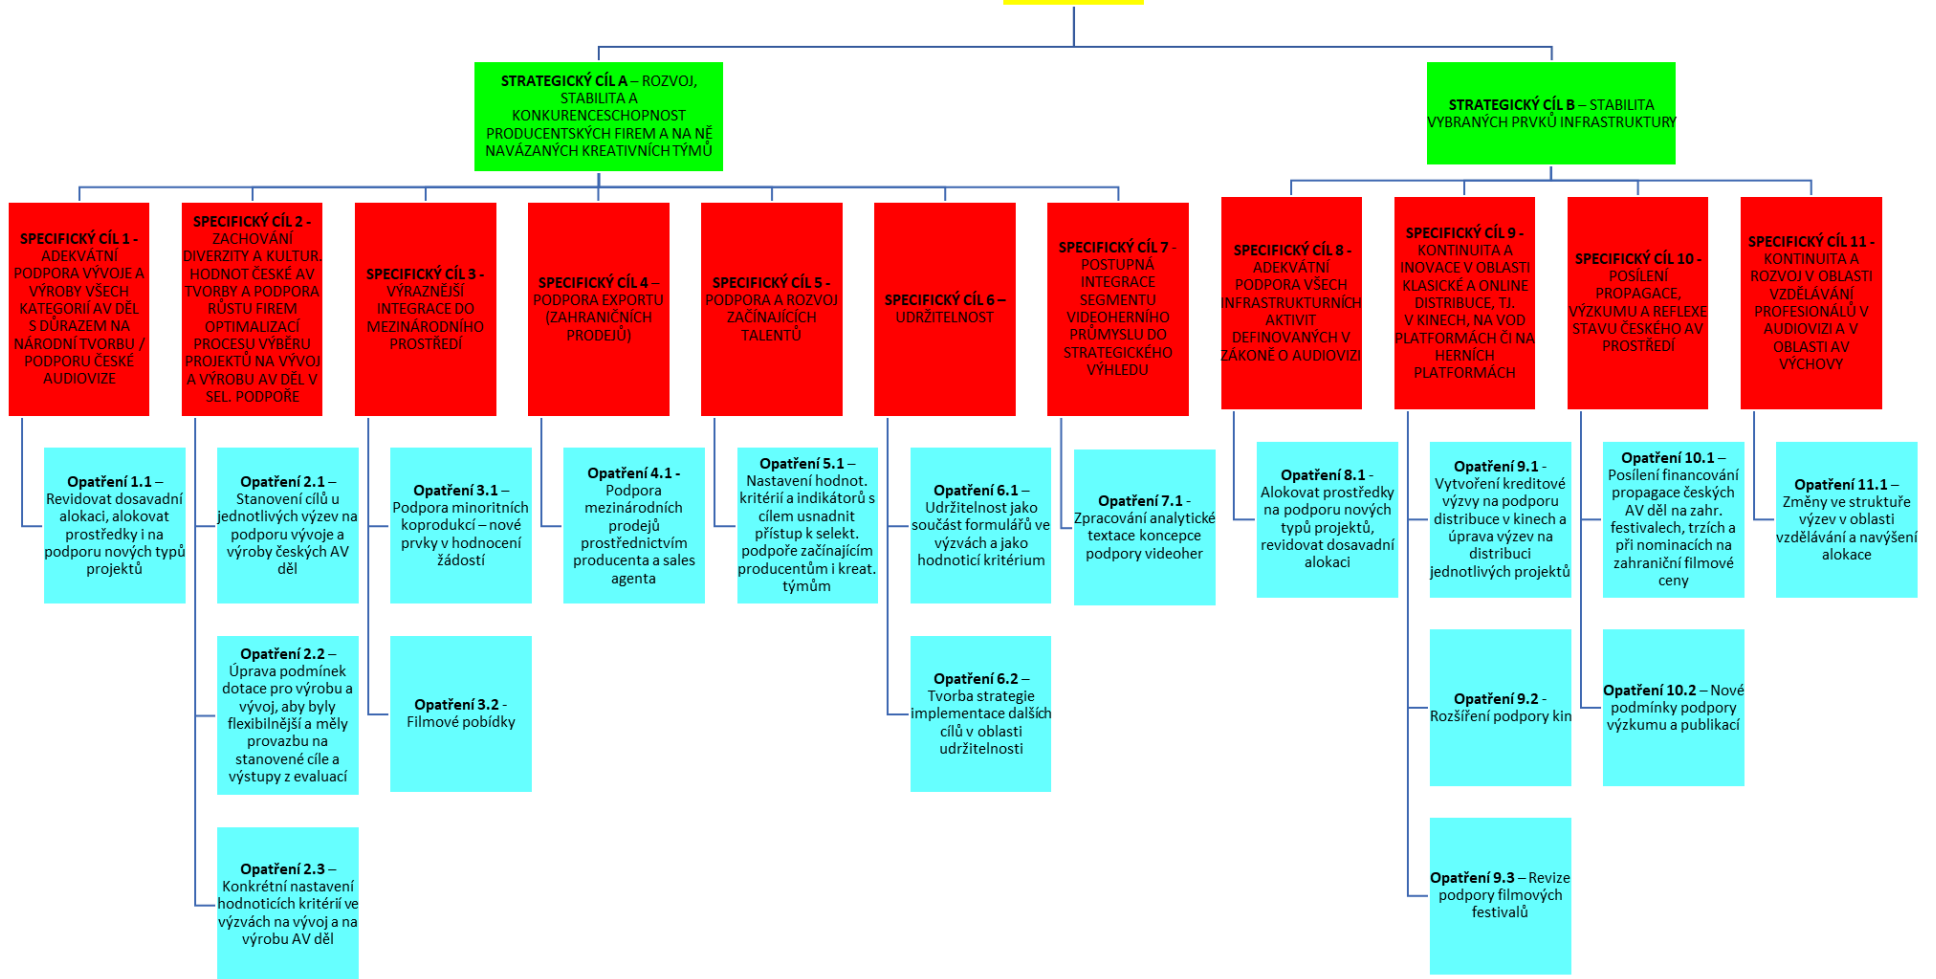 STRATEGICKÝ CÍL A – ROZVOJ,
STABILITA A
KONKURENCESCHOPNOST
PRODUCENTSKÝCH FIREM A NA NĚ
NAVÁZANÝCH KREATIVNÍCH TÝMŮ
STRATEGICKÝ CÍL B – STABILITA
VYBRANÝCH PRVKŮ INFRASTRUKTURY
SPECIFICKÝ CÍL 1 -
ADEKVÁTNÍ
PODPORA VÝVOJE A
VÝROBY VŠECH
KATEGORIÍ AV DĚL
S DŮRAZEM NA
NÁRODNÍ TVORBU /
PODPORU ČESKÉ
AUDIOVIZE
SPECIFICKÝ CÍL 2 -
ZACHOVÁNÍ
DIVERZITY A KULTUR.
HODNOT ČESKÉ AV
TVORBY A PODPORA
RŮSTU FIREM
OPTIMALIZACÍ
PROCESU VÝBĚRU
PROJEKTŮ NA VÝVOJ
A VÝROBU AV DĚL V
SEL. PODPOŘE
SPECIFICKÝ CÍL 3 -
VÝRAZNĚJŠÍ
INTEGRACE DO
MEZINÁRODNÍHO
PROSTŘEDÍ
SPECIFICKÝ CÍL 4 -
PODPORA EXPORTU
(ZAHRANIČNÍCH
PRODEJŮ)
SPECIFICKÝ CÍL 5 -
PODPORA A ROZVOJ
ZAČÍNAJÍCÍCH
TALENTŮ
SPECIFICKÝ CÍL 6 –
UDRŽITELNOST
SPECIFICKÝ CÍL 7 -
POSTUPNÁ
INTEGRACE
SEGMENTU
VIDEOHERNÍHO
PRŮMYSLU DO
STRATEGICKÉHO
VÝHLEDU
SPECIFICKÝ CÍL 8 -
ADEKVÁTNÍ
PODPORA VŠECH
INFRASTRUKTURNÍCH
AKTIVIT
DEFINOVANÝCH V
ZÁKONĚ O AUDIOVIZI
SPECIFICKÝ CÍL 9 -
KONTINUITA A
INOVACE V OBLASTI
KLASICKÉ A ONLINE
DISTRIBUCE, TJ.
V KINECH, NA VOD
PLATFORMÁCH ČI NA
HERNÍCH
PLATFORMÁCH
SPECIFICKÝ CÍL 10 -
POSÍLENÍ
PROPAGACE,
VÝZKUMU A REFLEXE
STAVU ČESKÉHO AV
PROSTŘEDÍ
SPECIFICKÝ CÍL 11 -
KONTINUITA A
ROZVOJ V OBLASTI
VZDĚLÁVÁNÍ
PROFESIONÁLŮ V
AUDIOVIZI A V
OBLASTI AV
VÝCHOVY
Opatření 1.1 –
Revidovat dosavadní
alokaci, alokovat
prostředky i na
podporu nových typů
projektů
Opatření 2.1 –
Stanovení cílů u
jednotlivých výzev na
podporu vývoje a
výroby českých AV
děl
Opatření 3.1 –
Podpora minoritních
koprodukcí – nové
prvky v hodnocení
žádostí
Opatření 4.1 -
Podpora
mezinárodních
prodejů
prostřednictvím
producenta a sales
agenta
Opatření 5.1 –
Nastavení hodnot.
kritérií a indikátorů s
cílem usnadnit
přístup k selekt.
podpoře začínajícím
producentům i kreat.
týmům
Opatření 6.1 –
Udržitelnost jako
součást formulářů ve
výzvách a jako
hodnoticí kritérium
Opatření 7.1 -
Zpracování analytické
textace koncepce
podpory videoher
Opatření 8.1 -
Alokovat prostředky
na podporu nových
typů projektů,
revidovat dosavadní
alokaci
Opatření 9.1 -
Vytvoření kreditové
výzvy na podporu
distribuce v kinech a
úprava výzev na
distribuci
jednotlivých projektů
Opatření 10.1 –
Posílení financování
propagace českých
AV děl na zahr.
festivalech, trzích a
při nominacích na
zahraniční filmové
ceny
Opatření 11.1 –
Změny ve struktuře
výzev v oblasti
vzdělávání a navýšení
alokace
Opatření 2.2 –
Úprava podmínek
dotace pro výrobu a
vývoj, aby byly
flexibilnější a měly
provazbu na
stanovené cíle a
výstupy z evaluací
Opatření 3.2 -
Filmové pobídky
Opatření 6.2 –
Tvorba strategie
implementace dalších
cílů v oblasti
udržitelnosti
Opatření 9.2 -
Rozšíření podpory kin
Opatření 10.2 – Nové
podmínky podpory
výzkumu a publikací
Opatření 2.3 –
Konkrétní nastavení
hodnoticích kritérií ve
výzvách na vývoj a na
výrobu AV děl
Opatření 9.3 – Revize
podpory filmových
festivalů